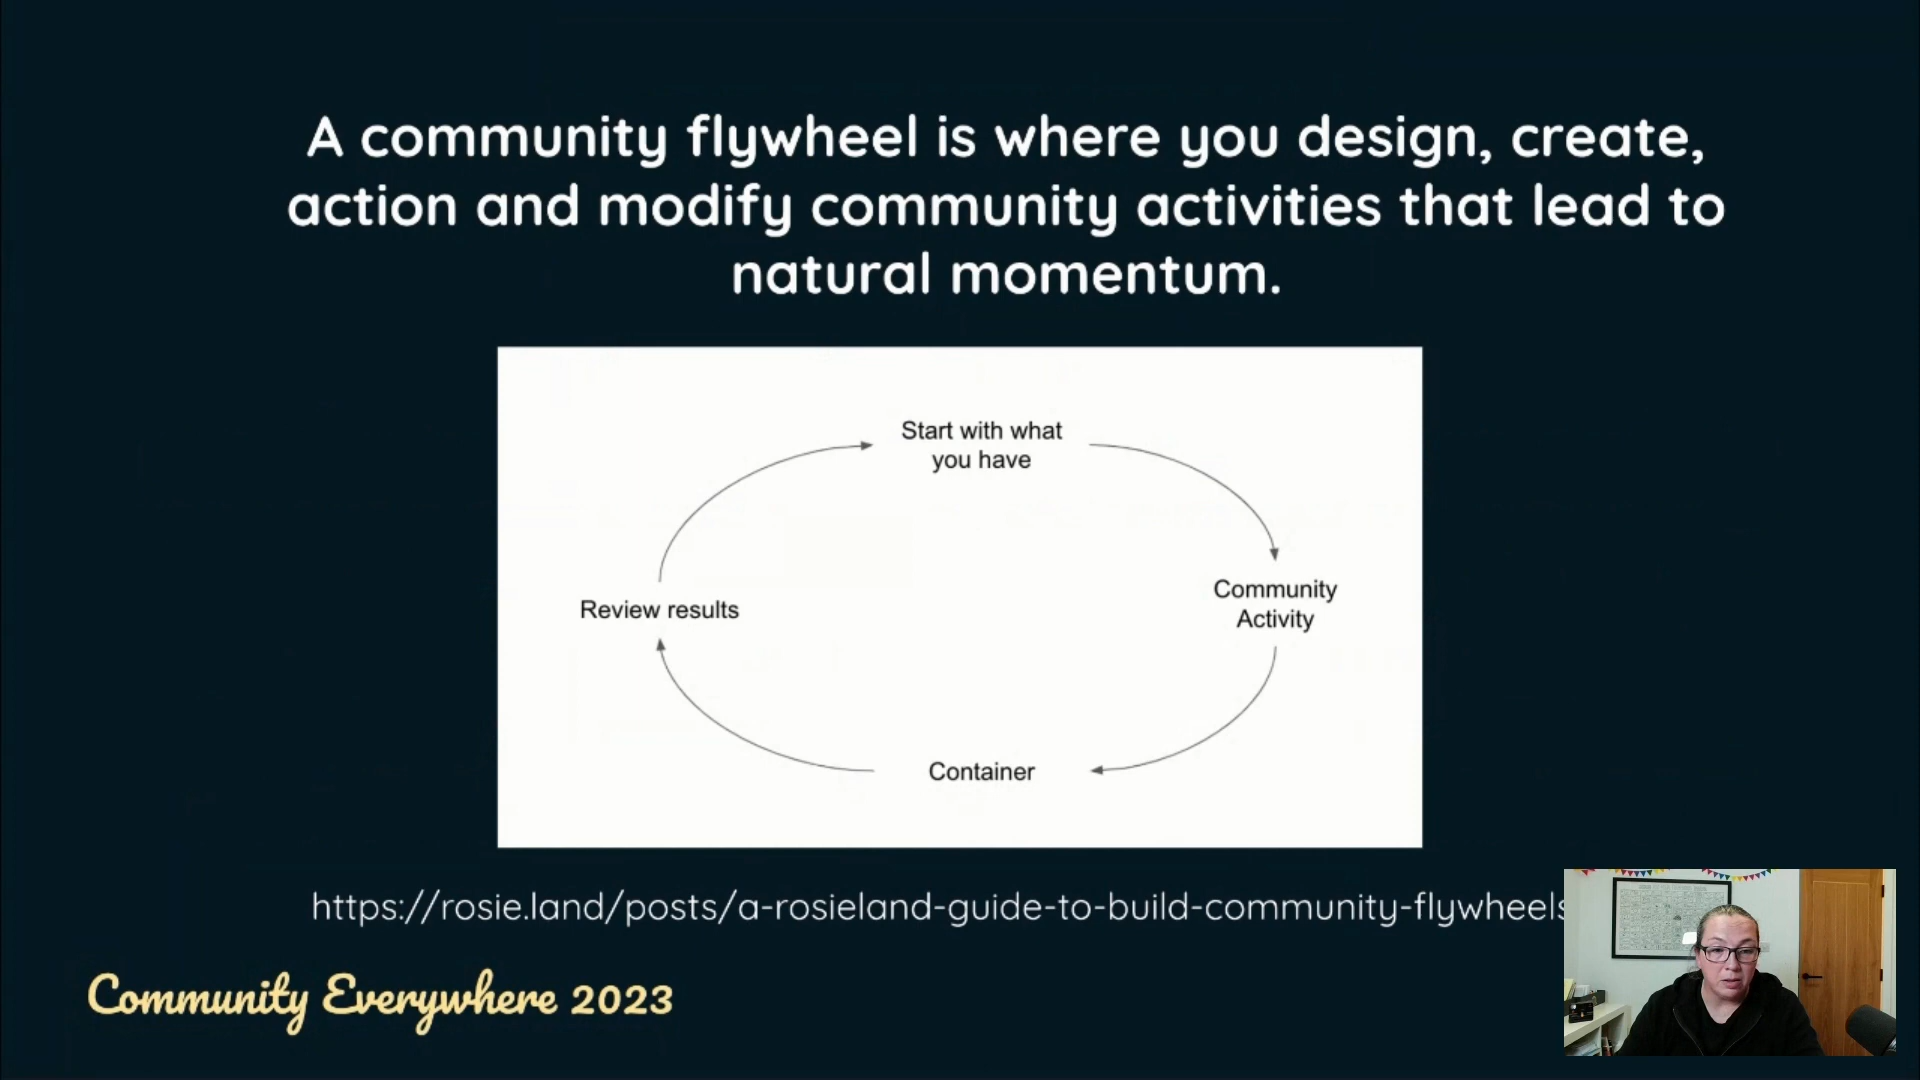 A community flywheel is where you design, create,
action and modify community activities that lead to
natural momentum.
Start with what
you have
Community
Activity
Review results
Container
https://rosie.land/posts/a-rosieland-guide-to-build-community-flywheels
Community Everywhere 2023